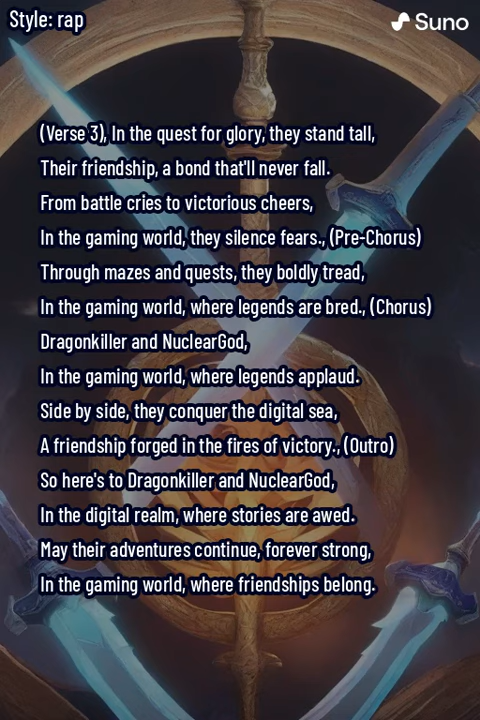 Style: rap
Suno
(Verse 3), In the quest for glory, they stand tall,
Their friendship, a bond that'll never fall.
From battle cries to victorious cheers,
In the gaming world, they silence fears., (Pre-Chorus)
Through mazes and quests, they boldly tread,
In the gaming world, where legends are bred., (Chorus)
Dragonkiller and NuclearGod,
In the gaming world, where legends applaud.
Side by side, they conquer the digital sea,
A friendship forged in the fires of victory., (Outro)
So here's to Dragonkiller and NuclearGod,
In the digital realm, where stories are awed.
May their adventures continue, forever strong,
In the gaming world, where friendships belong.